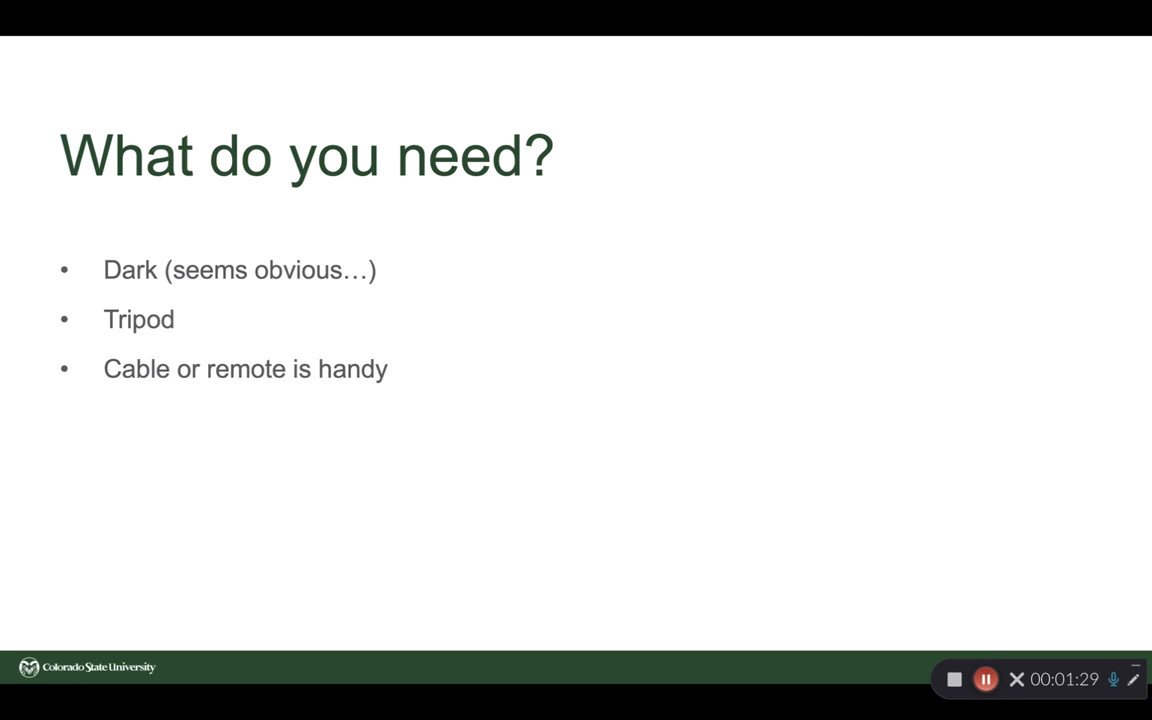 What do you need?
• Dark (seems obvious…)
• Tripod
• Cable or remote is handy
Colorado State University
00:01:29